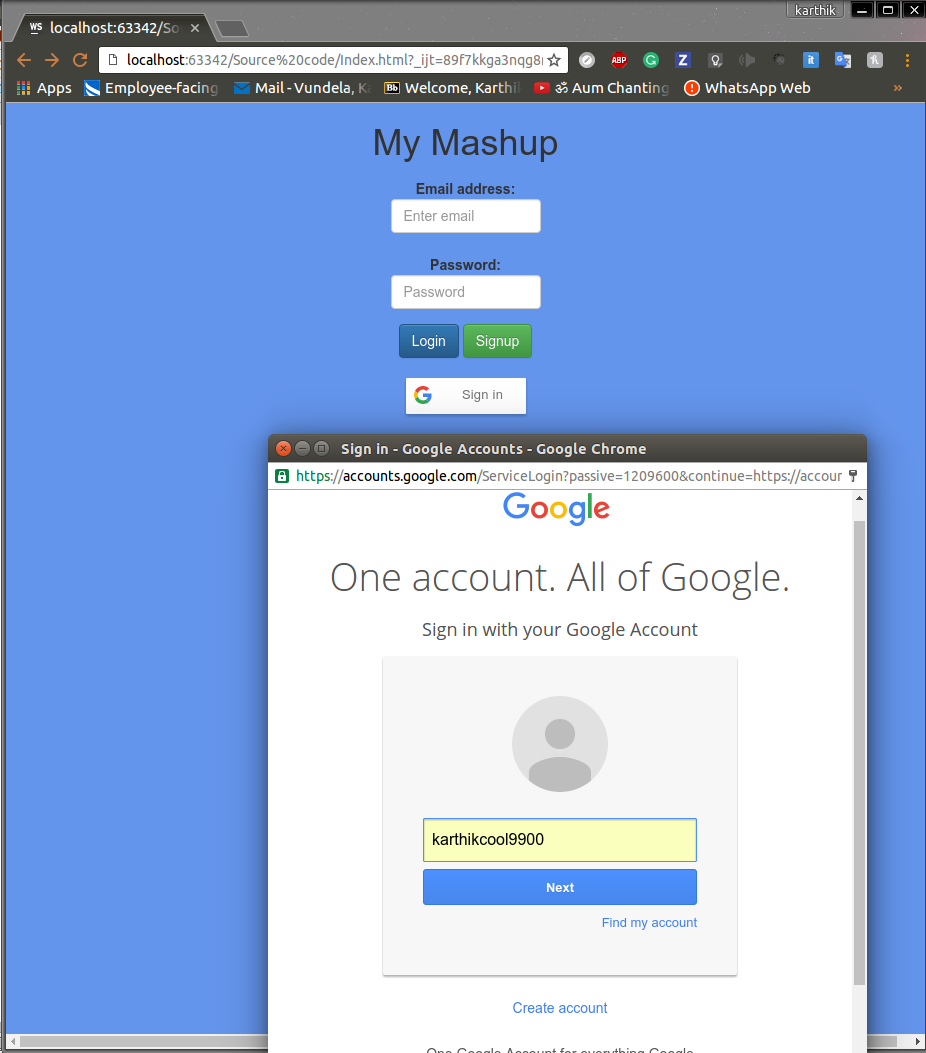 karthik
WS localhost:63342/So
localhost:63342/Source%20code/Index.html?_ijt=89f7kkga3nqg8
ABP G Z it
Apps Employee-facing Mail - Vundela, Ka Bb Welcome, Karthik ॐ Aum Chanting WhatsApp Web »
My Mashup
Email address:
Enter email
Password:
Password
Login Signup
G Sign in
Sign in - Google Accounts - Google Chrome
https://accounts.google.com/ServiceLogin?passive=1209600&continue=https://accour
Google
One account. All of Google.
Sign in with your Google Account
karthikcool9900
Next
Find my account
Create account
One Google Account for everything Google